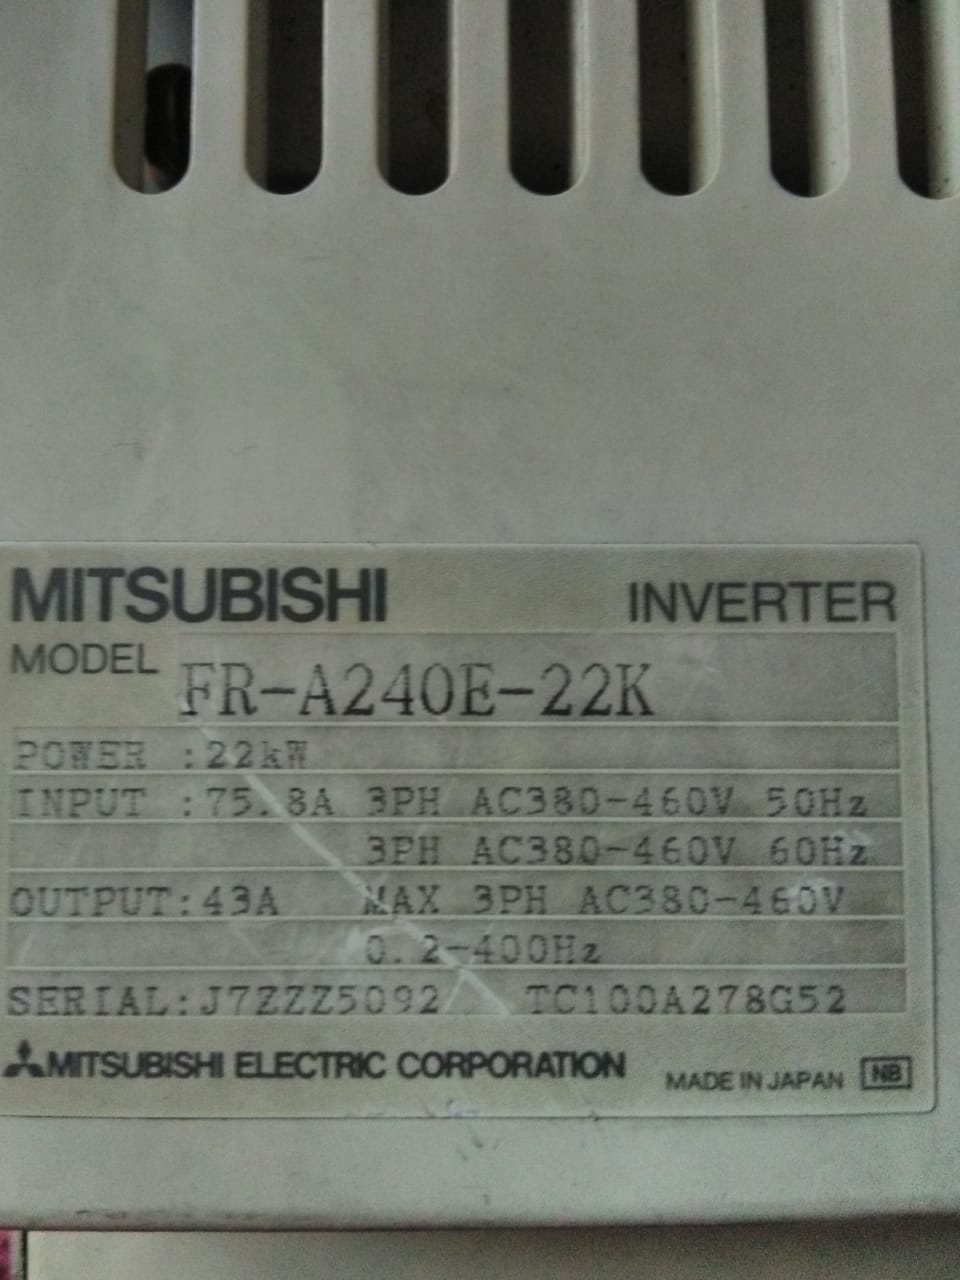 MITSUBISHI INVERTER
MODEL FR-A240E-22K
POWER :22kW
INPUT :75.8A 3PH AC380-460V 50Hz
3PH AC380-460V 60Hz
OUTPUT:43A MAX 3PH AC380-460V
0.2-400Hz
SERIAL:J7ZZZ5092 TC100A278G52
MITSUBISHI ELECTRIC CORPORATION MADE IN JAPAN NB